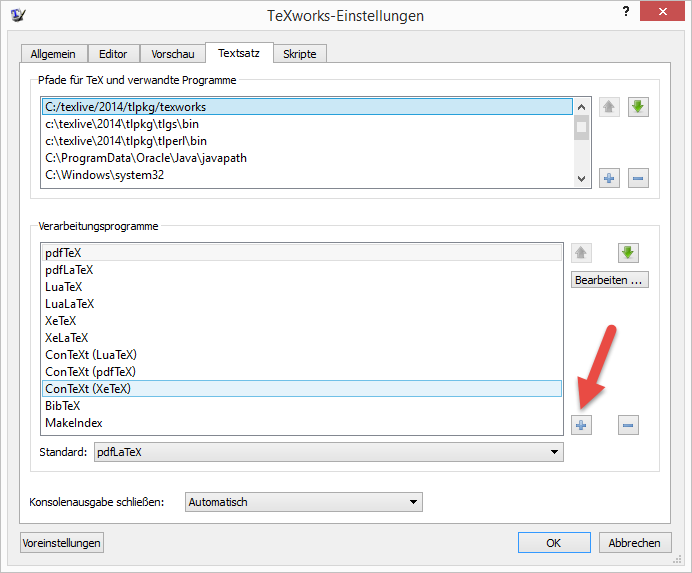 TeXworks-Einstellungen
?
Allgemein Editor Vorschau Textsatz Skripte
Pfade für TeX und verwandte Programme
C:/texlive/2014/tlpkg/texworks
c:\texlive\2014\tlpkg\tlgs\bin
c:\texlive\2014\tlpkg\tlperl\bin
C:\ProgramData\Oracle\Java\javapath
C:\Windows\system32
Verarbeitungsprogramme
pdfTeX
pdfLaTeX
Bearbeiten ...
LuaTeX
LuaLaTeX
XeTeX
XeLaTeX
ConTeXt (LuaTeX)
ConTeXt (pdfTeX)
ConTeXt (XeTeX)
BibTeX
MakeIndex
Standard: pdfLaTeX
Konsolenausgabe schließen: Automatisch
Voreinstellungen OK Abbrechen